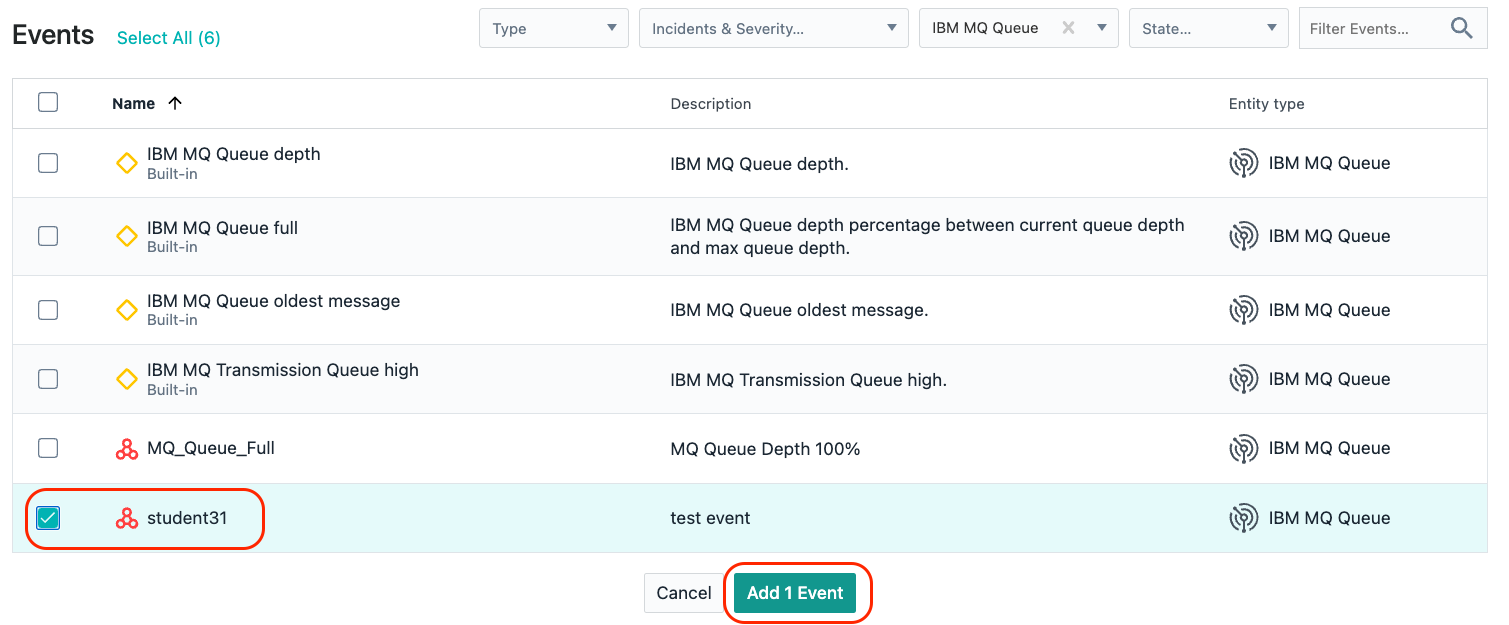 Events
Select All (6)
Type
Incidents & Severity...
IBM MQ Queue
State...
Filter Events...
Name
Description
Entity type
IBM MQ Queue depth
Built-in
IBM MQ Queue depth.
IBM MQ Queue
IBM MQ Queue full
Built-in
IBM MQ Queue depth percentage between current queue depth
and max queue depth.
IBM MQ Queue
IBM MQ Queue oldest message
Built-in
IBM MQ Queue oldest message.
IBM MQ Queue
IBM MQ Transmission Queue high
Built-in
IBM MQ Transmission Queue high.
IBM MQ Queue
MQ_Queue_Full
MQ Queue Depth 100%
IBM MQ Queue
student31
test event
IBM MQ Queue
Cancel
Add 1 Event